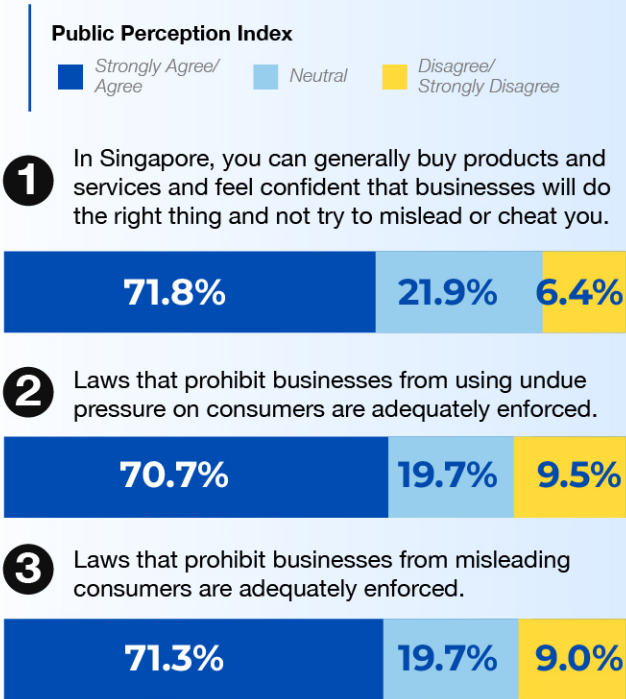 Public Perception Index
Strongly Agree/
Agree
Neutral
Disagree/
Strongly Disagree
1
In Singapore, you can generally buy products and
services and feel confident that businesses will do
the right thing and not try to mislead or cheat you.
71.8% 21.9% 6.4%
2
Laws that prohibit businesses from using undue
pressure on consumers are adequately enforced.
70.7% 19.7% 9.5%
3
Laws that prohibit businesses from misleading
consumers are adequately enforced.
71.3% 19.7% 9.0%